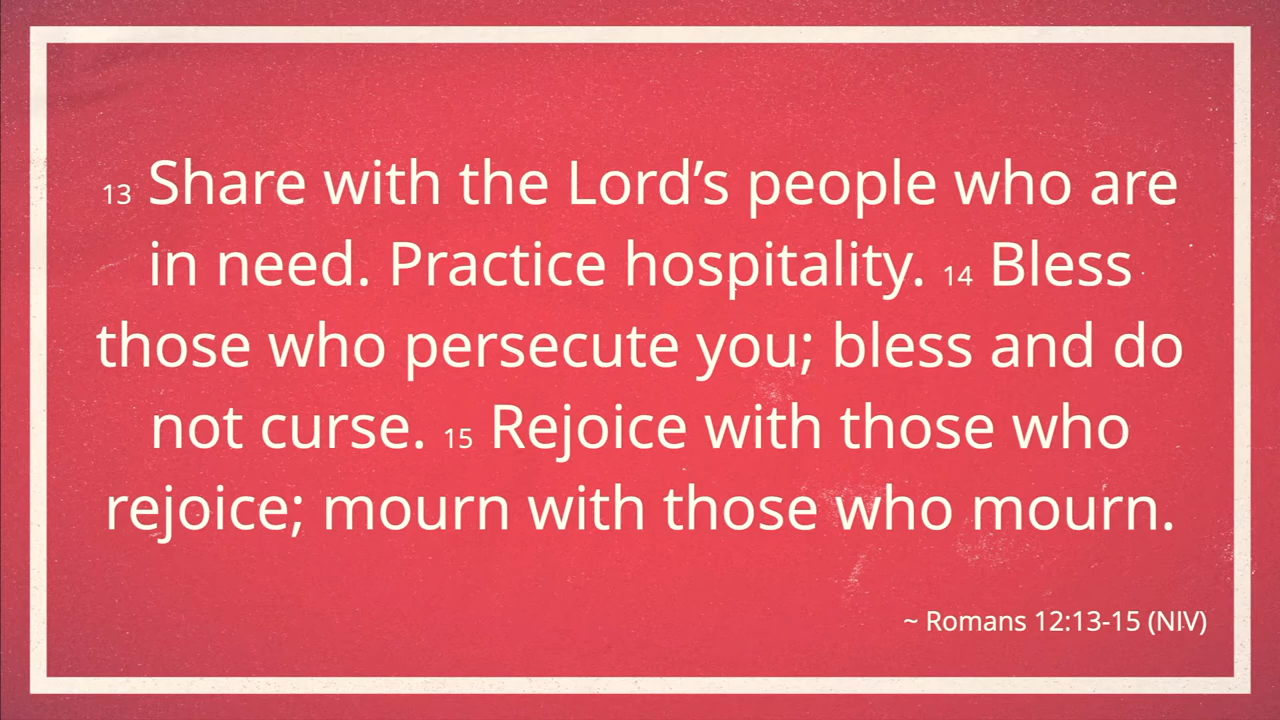 13 Share with the Lord’s people who are
in need. Practice hospitality. 14 Bless
those who persecute you; bless and do
not curse. 15 Rejoice with those who
rejoice; mourn with those who mourn.
~ Romans 12:13-15 (NIV)